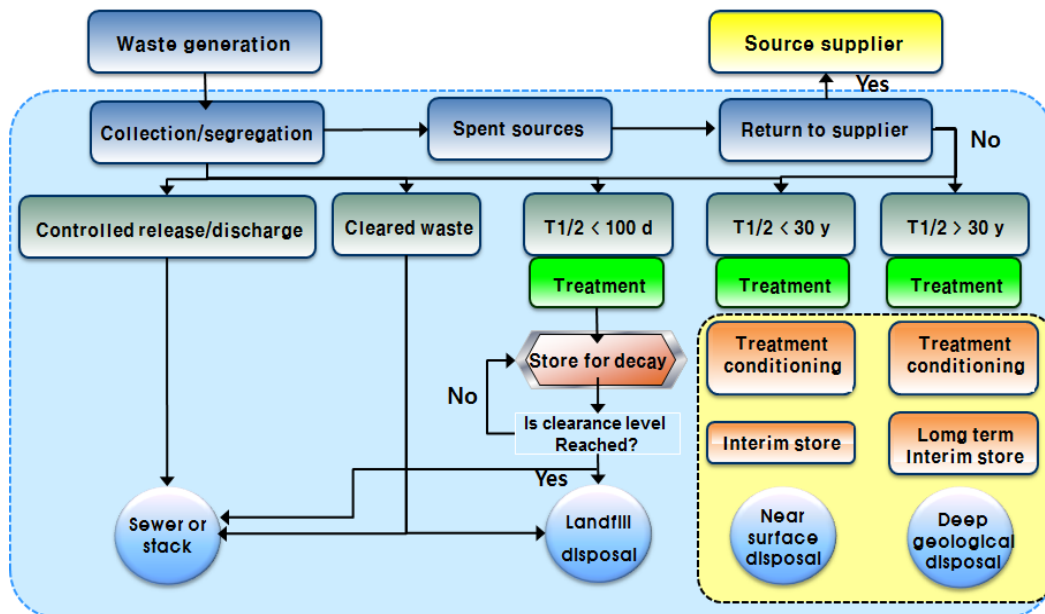 Waste generation
Source supplier
Yes
Collection/segregation
Spent sources
Return to supplier
No
Controlled release/discharge
Cleared waste
T1/2 < 100 d
T1/2 < 30 y
T1/2 > 30 y
Treatment
Treatment
Treatment
Store for decay
No
Is clearance level
Reached?
Yes
Treatment
conditioning
Treatment
conditioning
Interim store
Lomg term
Interim store
Sewer or
stack
Landfill
disposal
Near
surface
disposal
Deep
geological
disposal